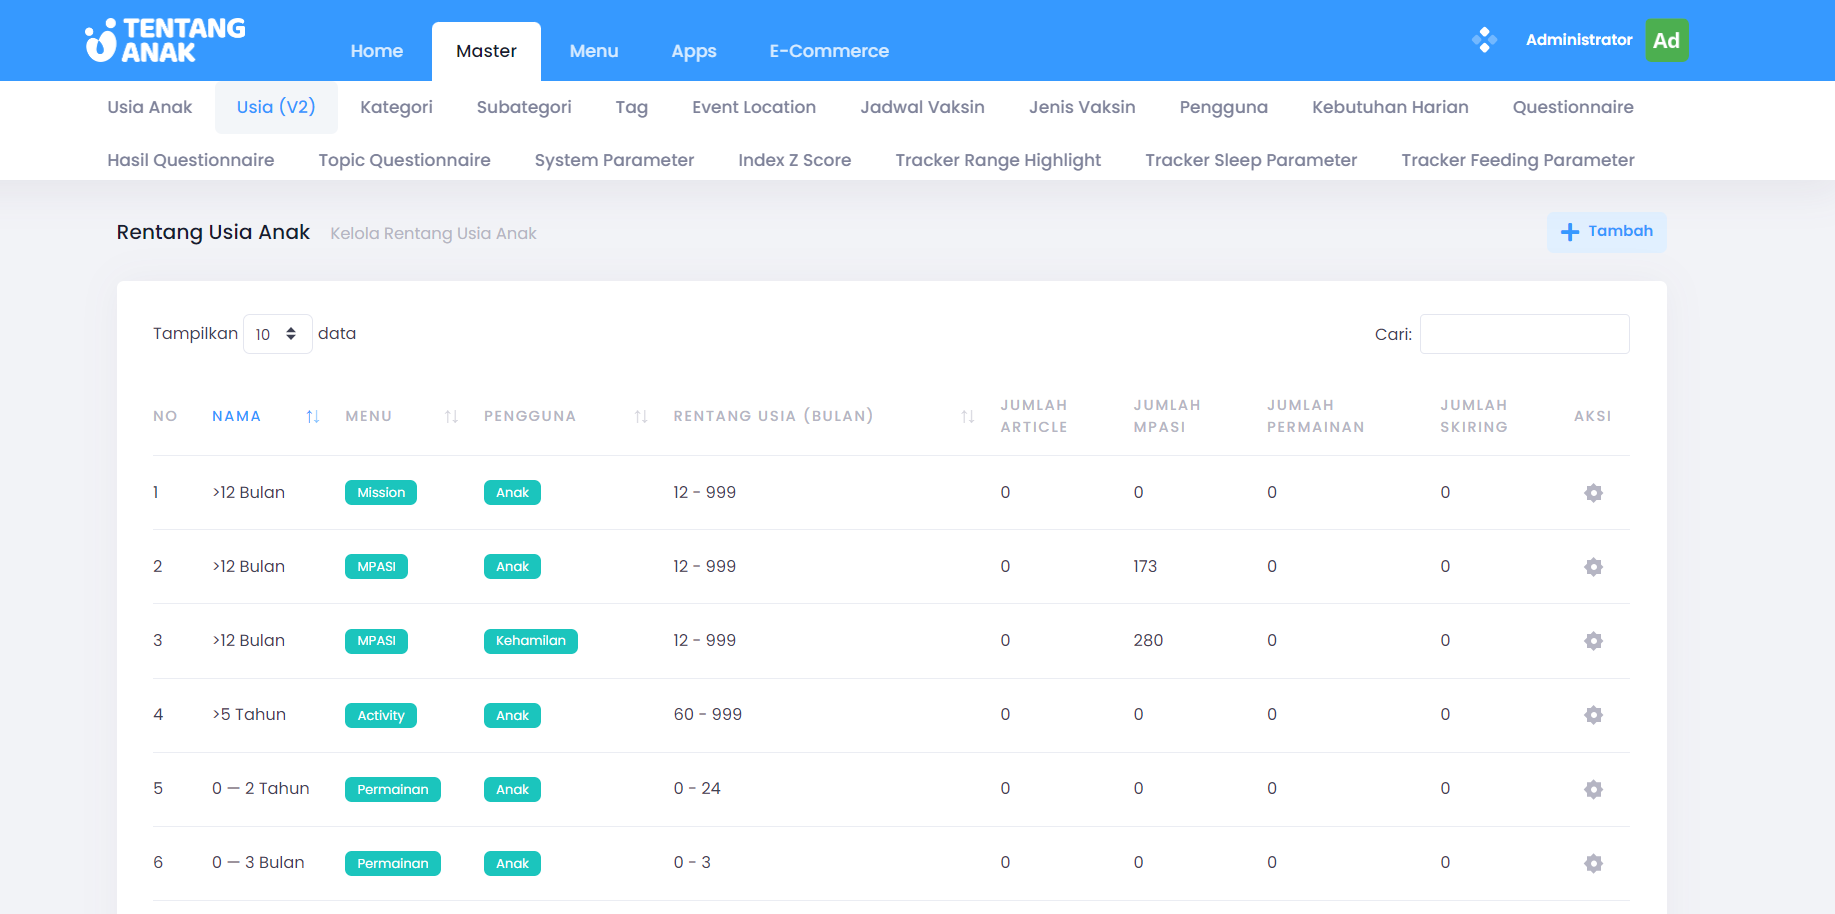 TENTANG
ANAK
Home Master Menu Apps E-Commerce
Administrator Ad
Usia Anak Usia (V2) Kategori Subategori Tag Event Location Jadwal Vaksin Jenis Vaksin Pengguna Kebutuhan Harian Questionnaire
Hasil Questionnaire Topic Questionnaire System Parameter Index Z Score Tracker Range Highlight Tracker Sleep Parameter Tracker Feeding Parameter
Rentang Usia Anak Kelola Rentang Usia Anak Tambah
Tampilkan 10 data Cari:
NO NAMA MENU PENGGUNA RENTANG USIA (BULAN) JUMLAH ARTICLE JUMLAH MPASI JUMLAH PERMAINAN JUMLAH SKIRING AKSI
1 >12 Bulan Mission Anak 12 - 999 0 0 0 0
2 >12 Bulan MPASI Anak 12 - 999 0 173 0 0
3 >12 Bulan MPASI Kehamilan 12 - 999 0 280 0 0
4 >5 Tahun Activity Anak 60 - 999 0 0 0 0
5 0 — 2 Tahun Permainan Anak 0 - 24 0 0 0 0
6 0 — 3 Bulan Permainan Anak 0 - 3 0 0 0 0